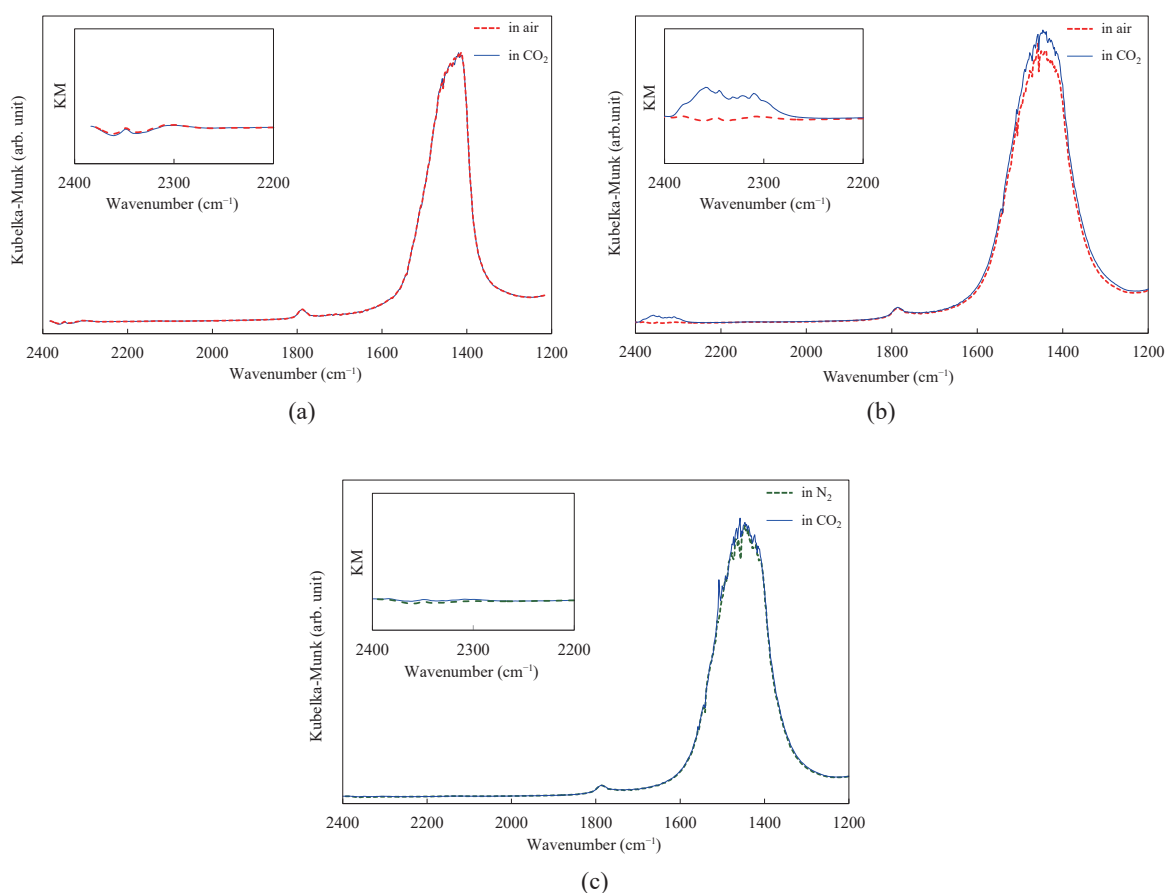 in air
in CO₂
KM
2400 2300 2200
Wavenumber (cm⁻¹)
Kubelka-Munk (arb. unit)
2400 2200 2000 1800 1600 1400 1200
Wavenumber (cm⁻¹)
(a)
in air
in CO₂
KM
2400 2300 2200
Wavenumber (cm⁻¹)
Kubelka-Munk (arb.unit)
2400 2200 2000 1800 1600 1400 1200
Wavenumber (cm⁻¹)
(b)
in N₂
in CO₂
KM
2400 2300 2200
Wavenumber (cm⁻¹)
Kubelka-Munk (arb. unit)
2400 2200 2000 1800 1600 1400 1200
Wavenumber (cm⁻¹)
(c)